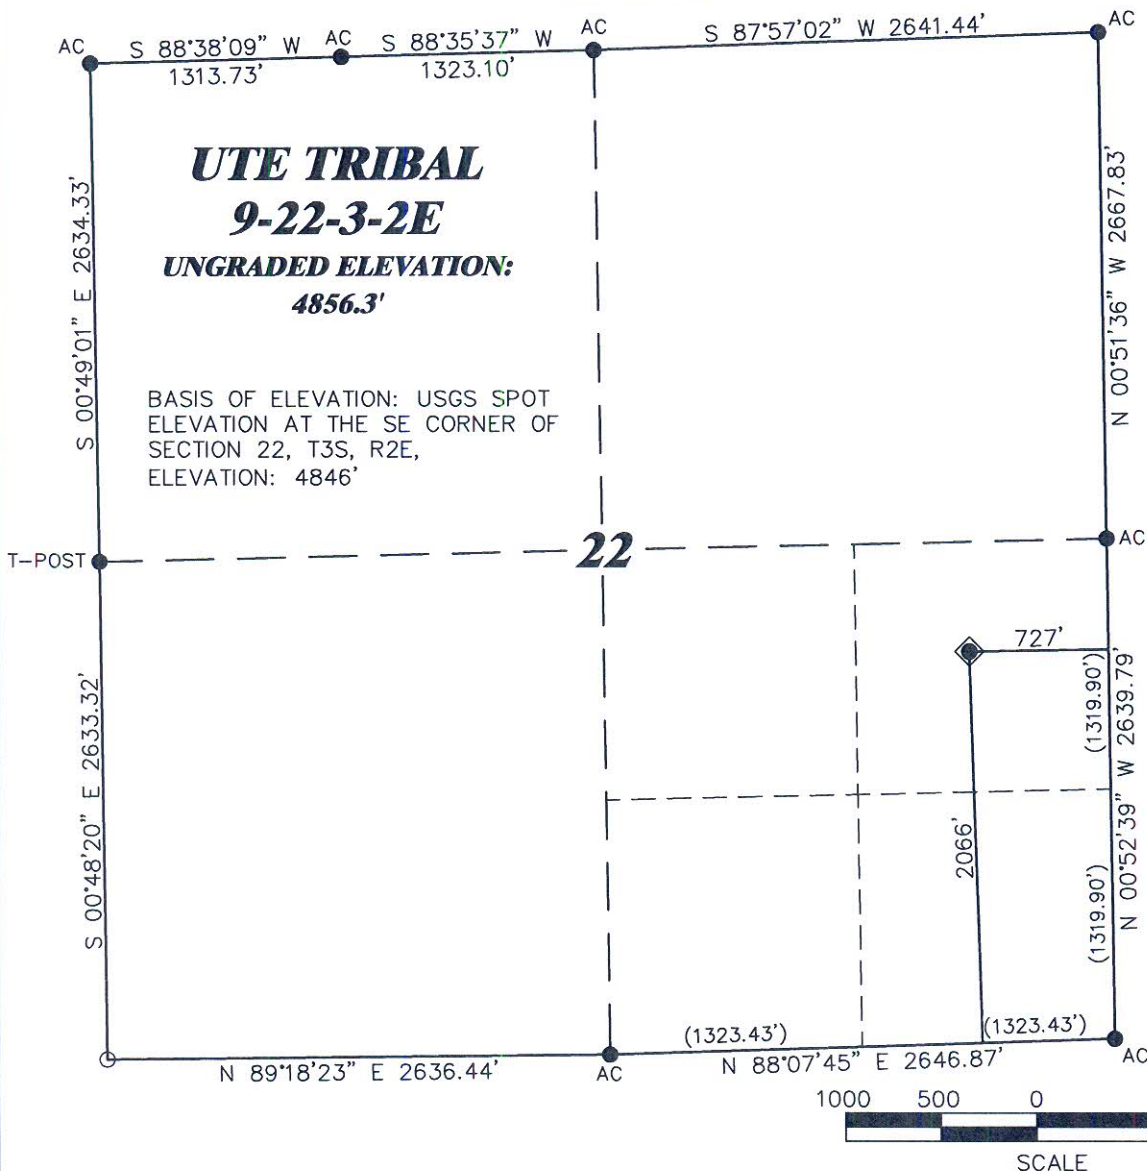 AC
S 88°38'09" W
1313.73'
AC
S 88°35'37" W
1323.10'
AC
S 87°57'02" W 2641.44'
AC
UTE TRIBAL
9-22-3-2E
UNGRADED ELEVATION:
4856.3'
S 00°49'01" E 2634.33'
N 00°51'36" W 2667.83'
BASIS OF ELEVATION: USGS SPOT
ELEVATION AT THE SE CORNER OF
SECTION 22, T3S, R2E,
ELEVATION: 4846'
T-POST
22
AC
727'
(1319.90')
N 00°52'39" W 2639.79'
S 00°48'20" E 2633.32'
2066'
(1319.90')
(1323.43')
(1323.43')
N 89°18'23" E 2636.44'
AC
N 88°07'45" E 2646.87'
AC
1000 500 0
SCALE